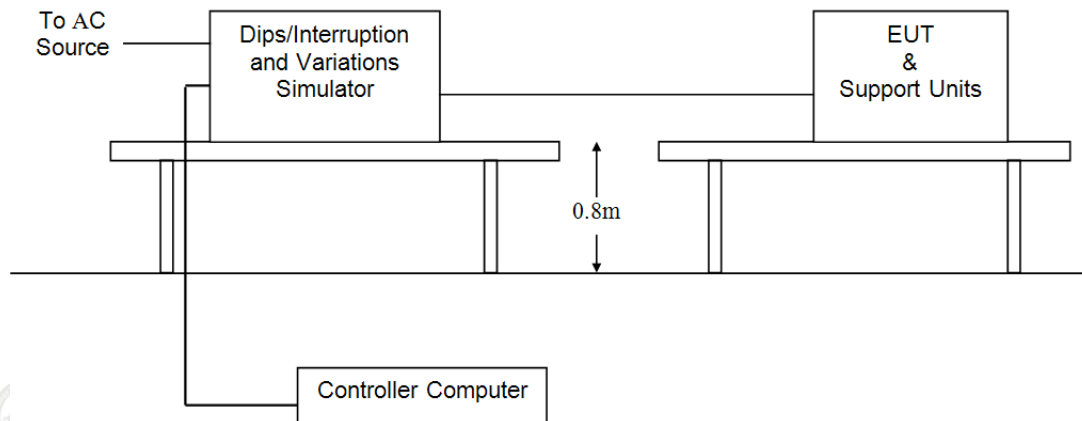 To AC
Source
Dips/Interruption
and Variations
Simulator
EUT
&
Support Units
0.8m
Controller Computer